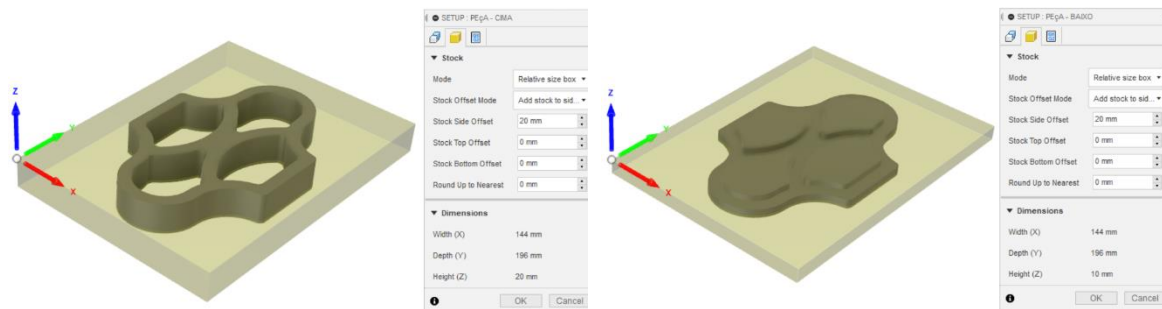 SETUP : PEçA - CIMA
Stock
Mode Relative size box
Stock Offset Mode Add stock to sid...
Stock Side Offset 20 mm
Stock Top Offset 0 mm
Stock Bottom Offset 0 mm
Round Up to Nearest 0 mm
Dimensions
Width (X) 144 mm
Depth (Y) 196 mm
Height (Z) 20 mm
OK Cancel
Z
Y
X
SETUP : PEçA - BAIXO
Stock
Mode Relative size box
Stock Offset Mode Add stock to sid...
Stock Side Offset 20 mm
Stock Top Offset 0 mm
Stock Bottom Offset 0 mm
Round Up to Nearest 0 mm
Dimensions
Width (X) 144 mm
Depth (Y) 196 mm
Height (Z) 10 mm
OK Cancel
Z
Y
X